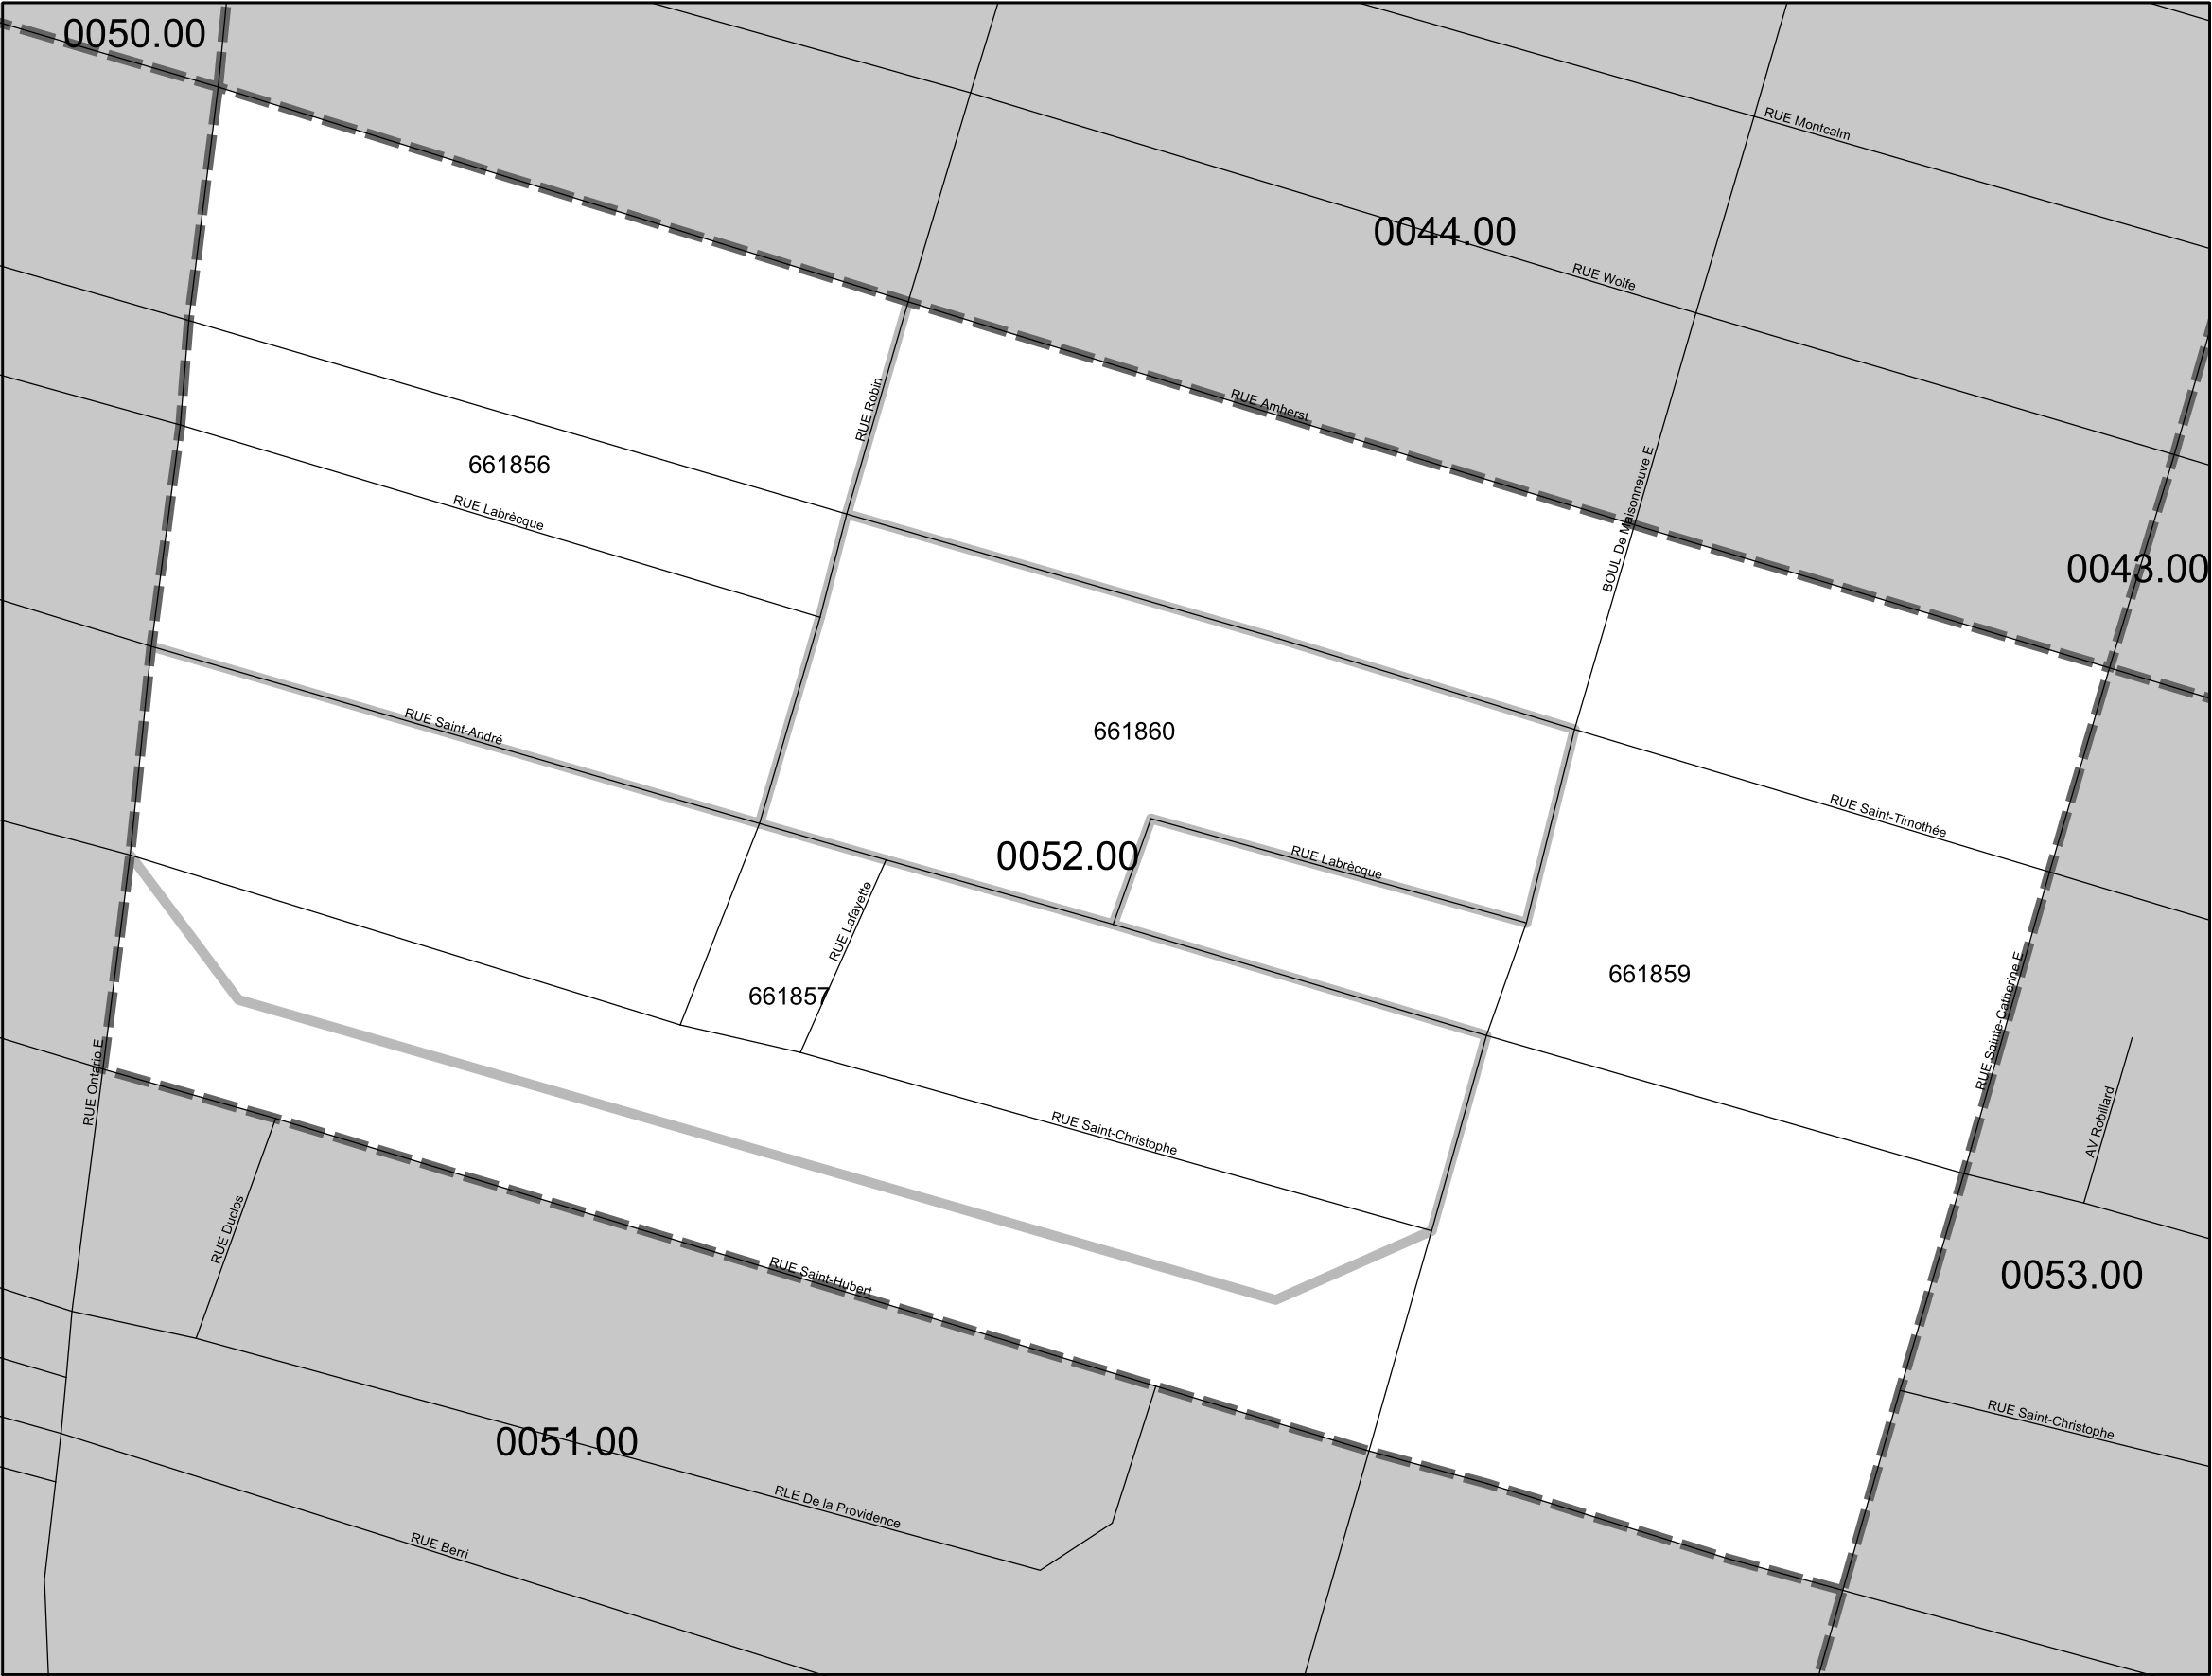 0050.00
RUE Montcalm
0044.00
RUE Wolfe
RUE Robin
RUE Amherst
661856
RUE Labrècque
BOUL De Maisonneuve E
0043.00
RUE Saint-André
661860
RUE Saint-Timothée
0052.00
RUE Labrècque
RUE Lafayette
661859
661857
RUE Sainte-Catherine E
RUE Ontario E
RUE Saint-Christophe
AV Robillard
RUE Duclos
RUE Saint-Hubert
0053.00
RUE Saint-Christophe
0051.00
RLE De la Providence
RUE Berri